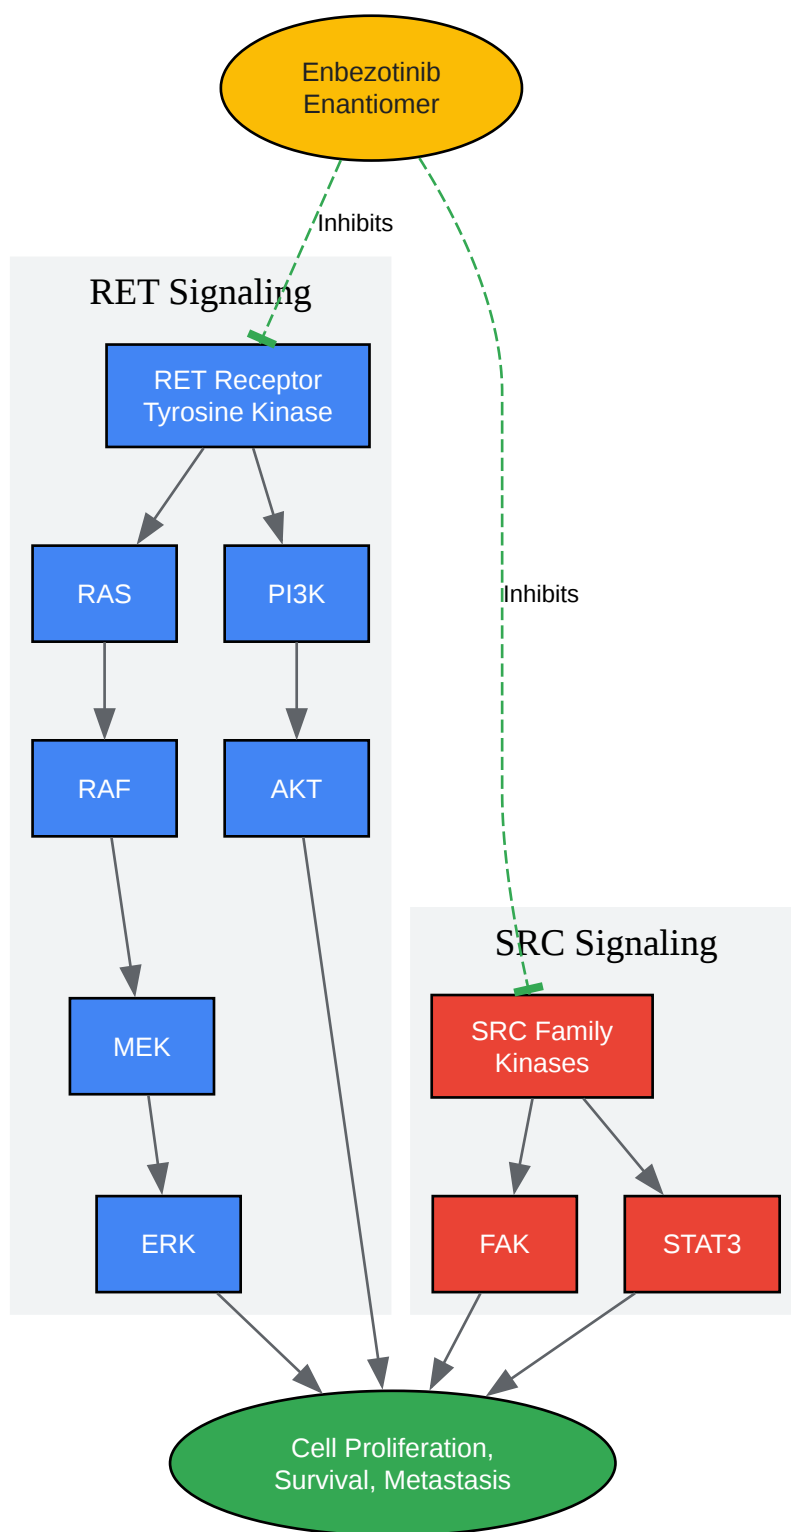 Enbezotinib
Enantiomer
Inhibits
RET Signaling
RET Receptor
Tyrosine Kinase
RAS
PI3K
Inhibits
RAF
AKT
SRC Signaling
SRC Family
Kinases
MEK
ERK
FAK
STAT3
Cell Proliferation,
Survival, Metastasis